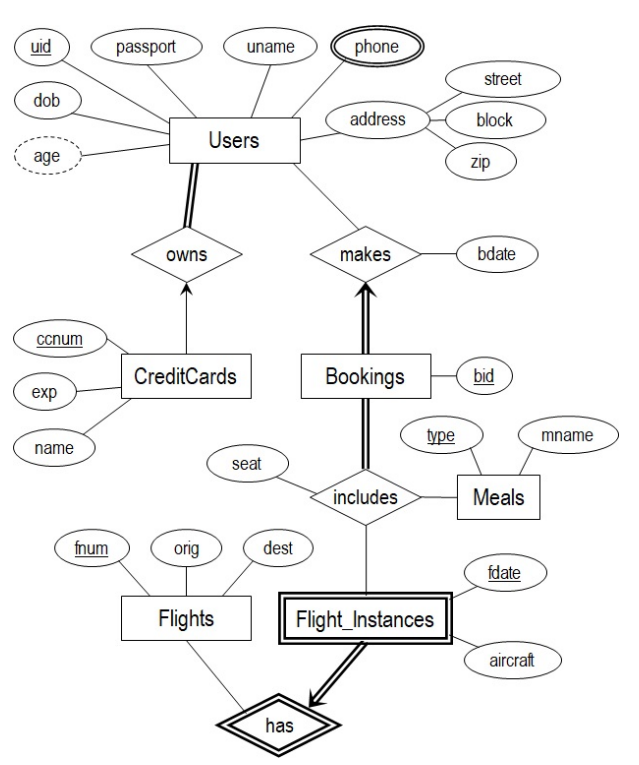 uid
passport
uname
phone
dob
street
address
block
Users
age
zip
owns
makes
bdate
ccnum
CreditCards
Bookings
bid
exp
type
mname
name
seat
includes
Meals
fnum
orig
dest
fdate
Flights
Flight_Instances
aircraft
has